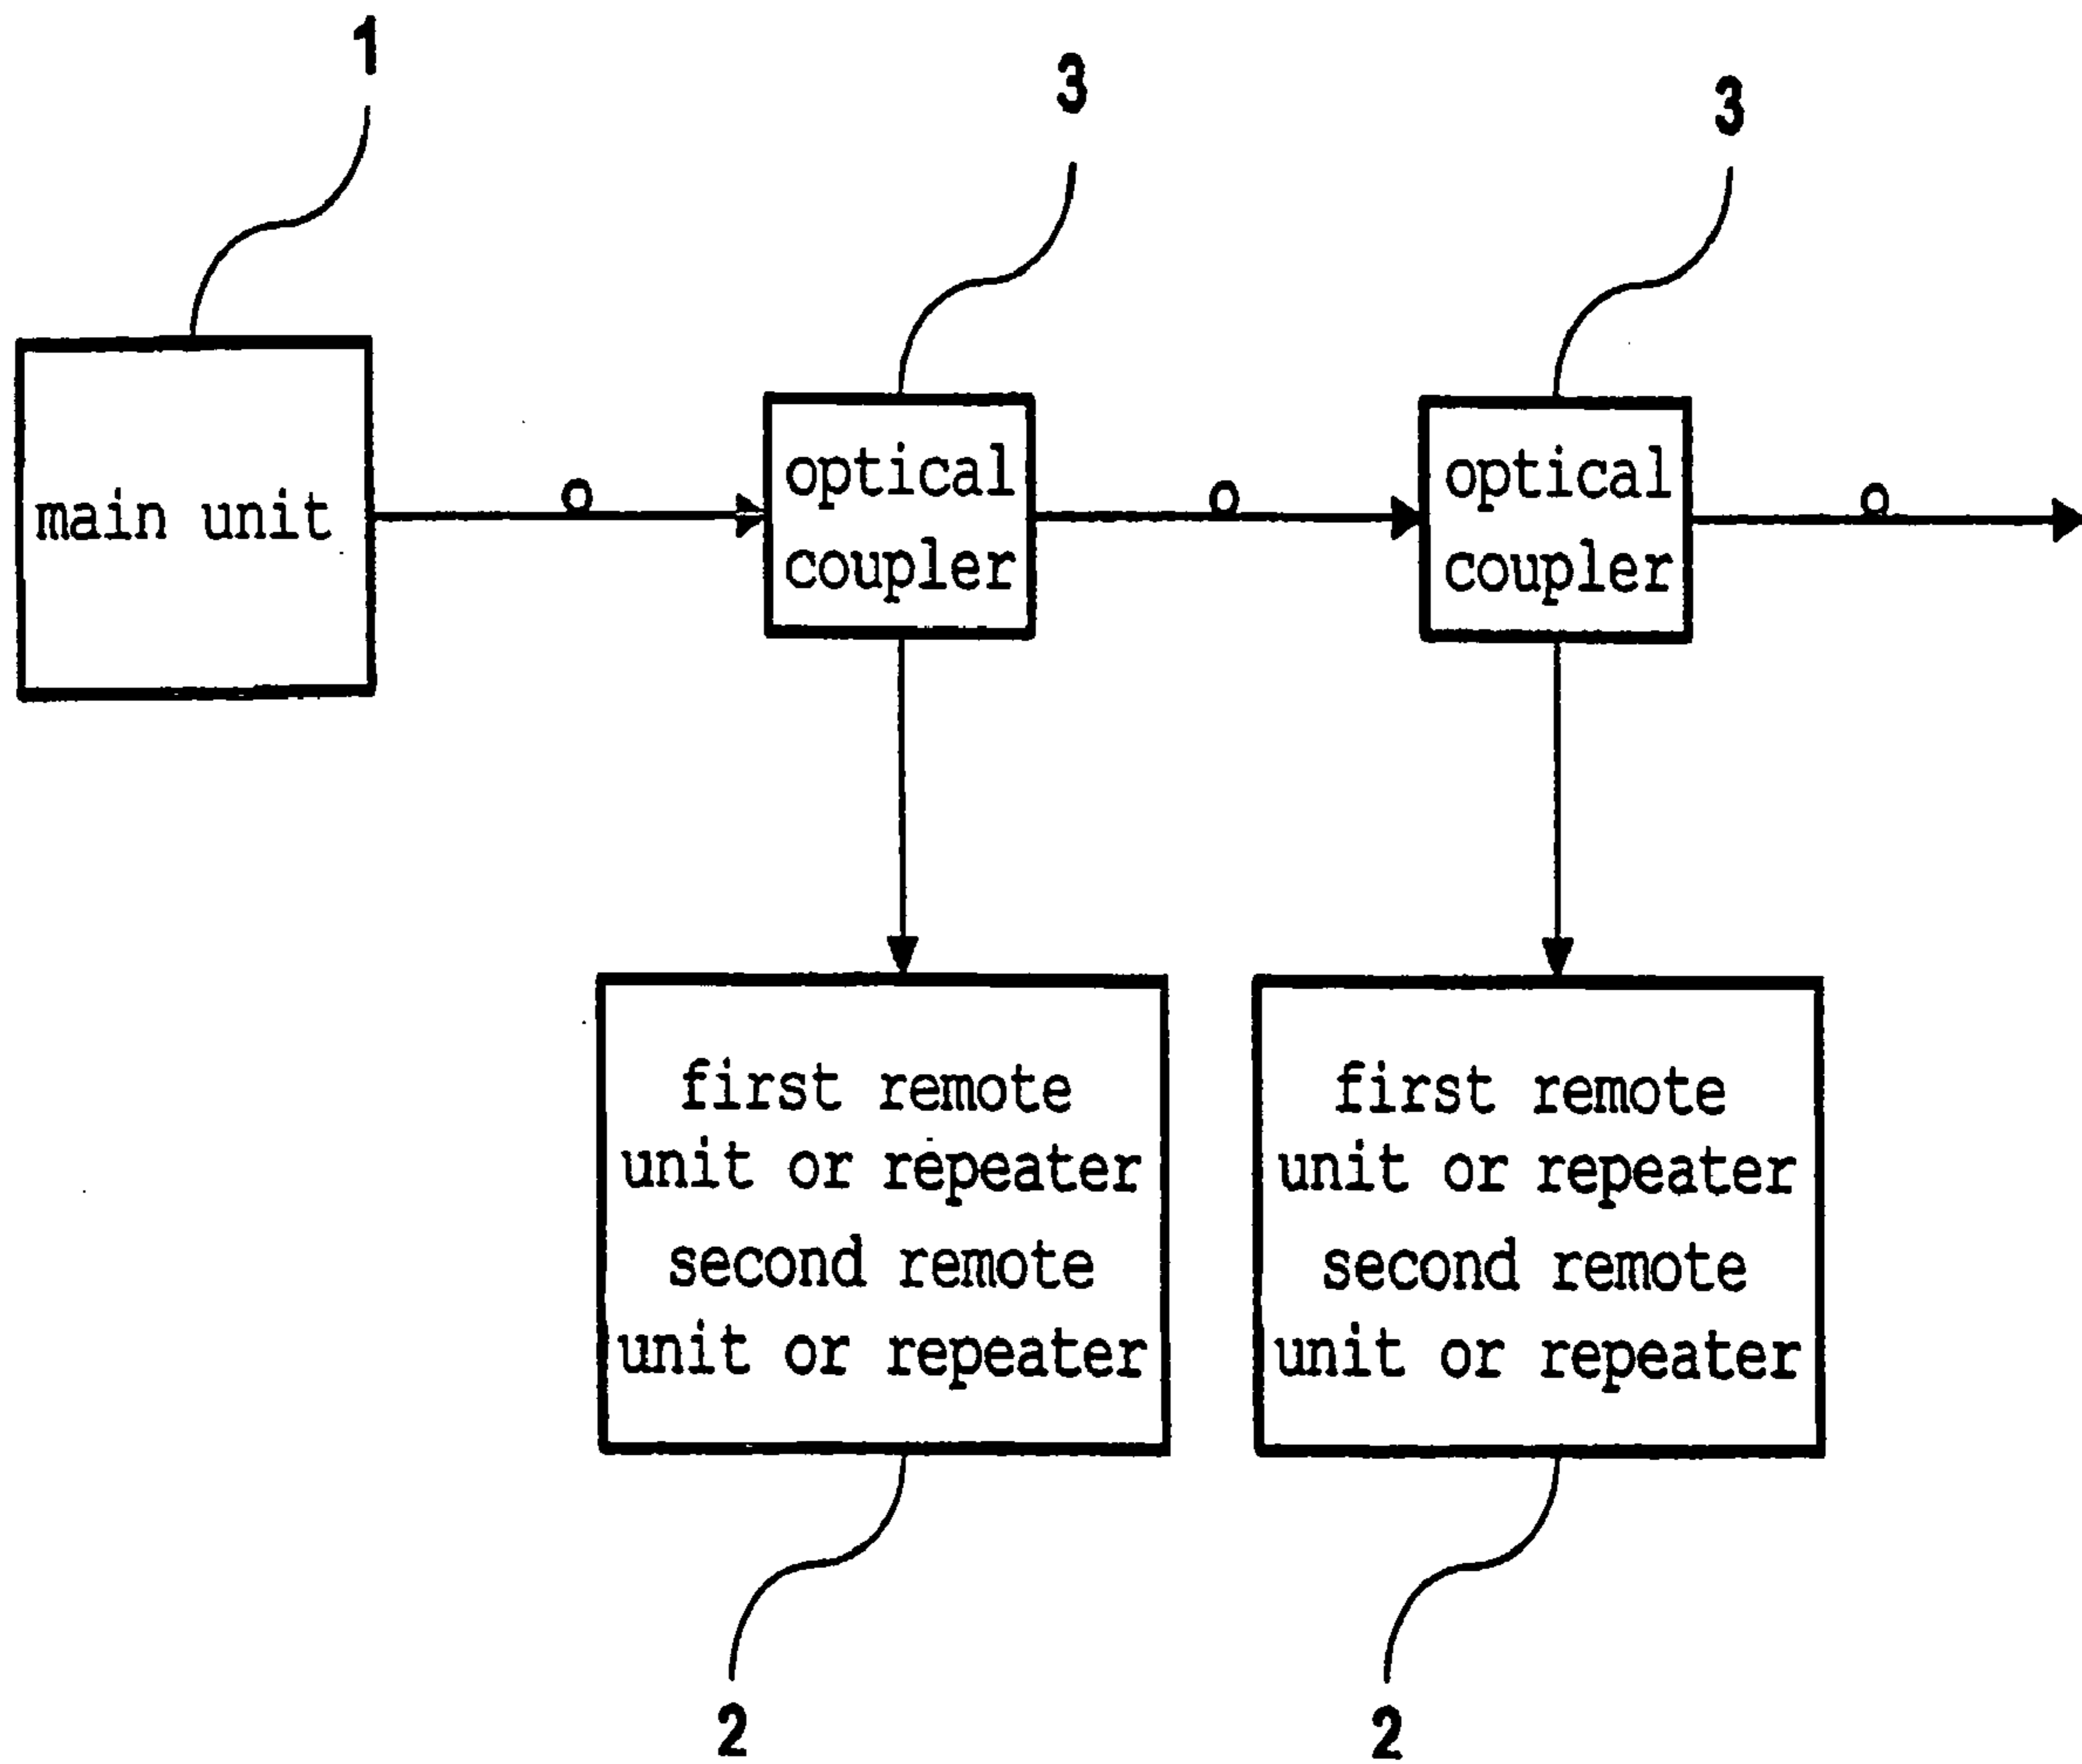 1
3
3
main unit
optical
coupler
optical
coupler
first remote
unit or repeater
second remote
unit or repeater
first remote
unit or repeater
second remote
unit or repeater
2
2